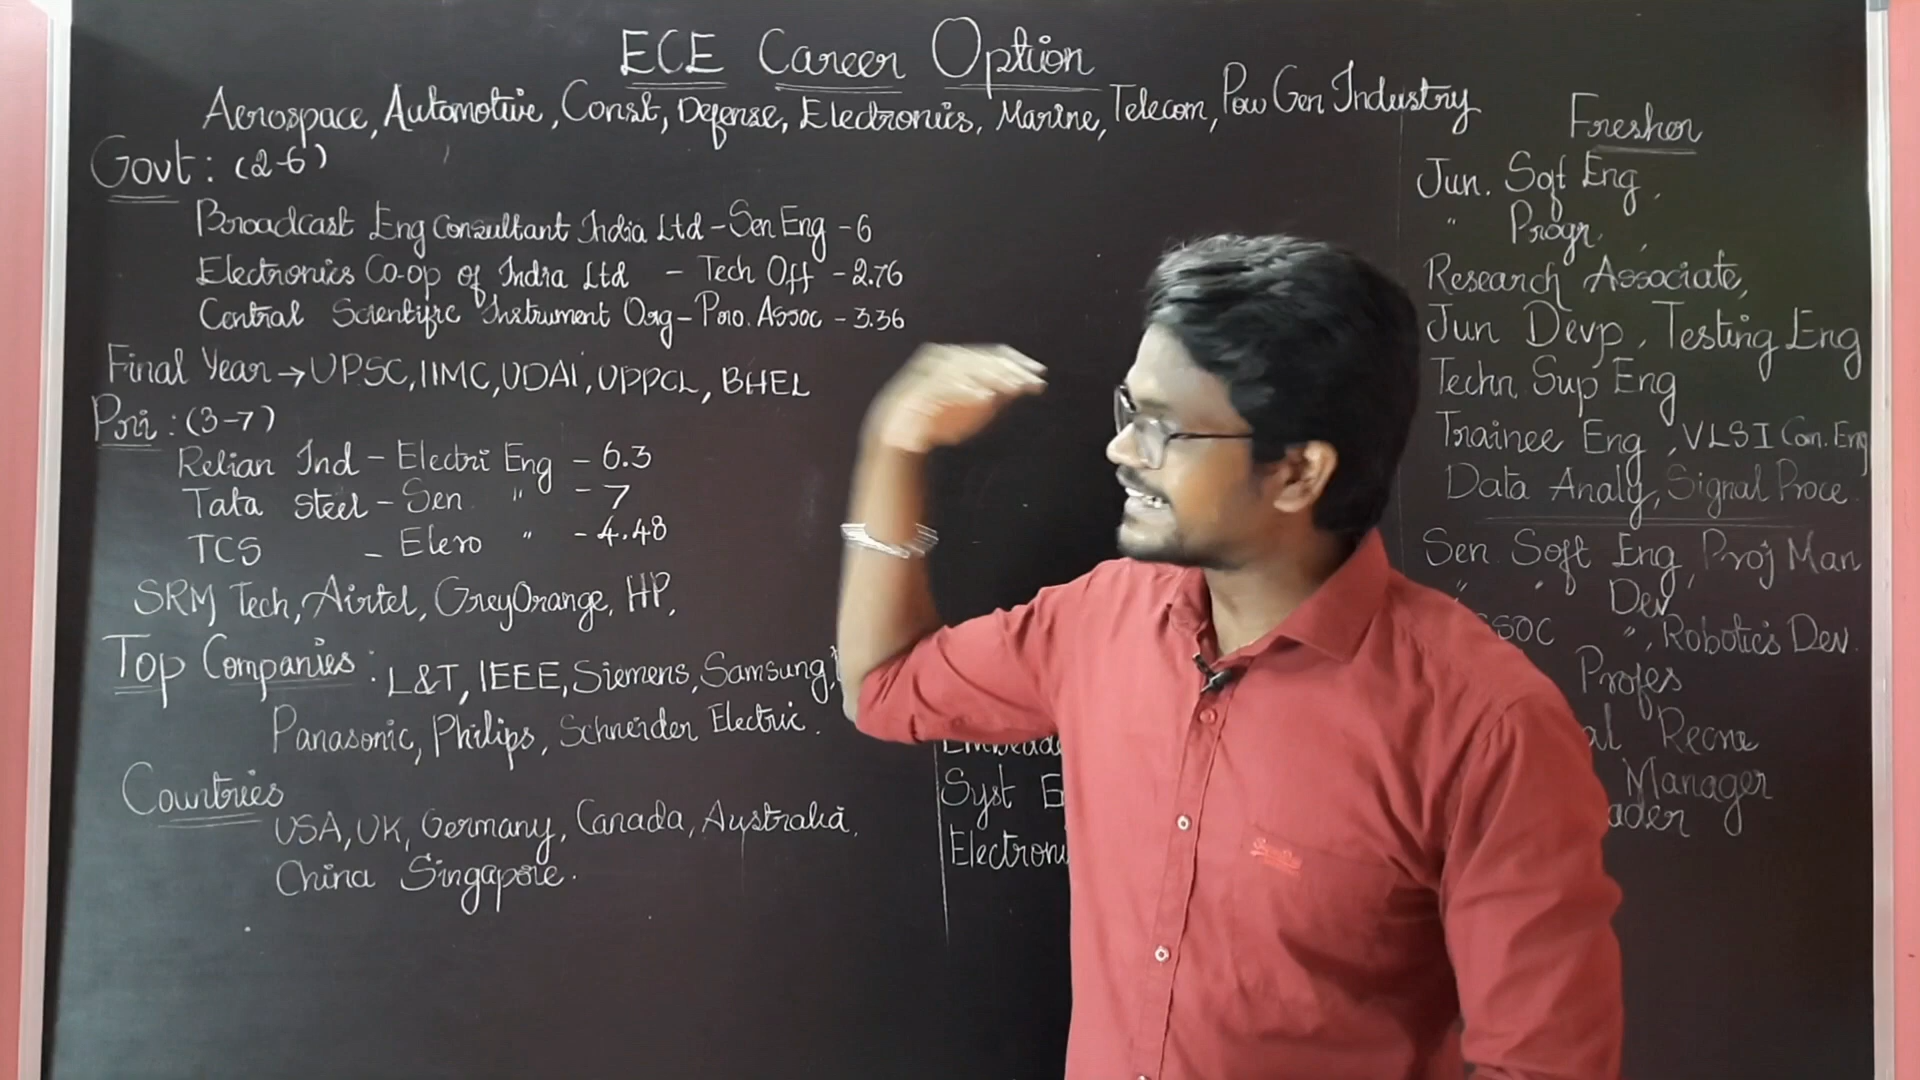 ECE Career Option
Aerospace, Automotive, Const, Defense, Electronics, Marine, Telecom, Pow Gen Industry
Govt: (2-6)
Broadcast Eng Consultant India Ltd - Sen Eng - 6
Electronics Co-op of India Ltd - Tech Off - 2.76
Central Scientific Instrument Org - Pro. Assoc - 3.36
Final Year → UPSC, IIMC, UDAI, UPPCL, BHEL
Pri: (3-7)
Relian Ind - Electri Eng - 6.3
Tata Steel - Sen " - 7
TCS - Elero " - 4.48
SRM Tech, Airtel, GreyOrange, HP,
Top Companies: L&T, IEEE, Siemens, Samsung,
Panasonic, Philips, Schneider Electric.
Countries
USA, UK, Germany, Canada, Australia,
China Singapore.
Syst E
Electroni
Fresher
Jun. Soft Eng,
" Progr,
Research Associate,
Jun Devp, Testing Eng
Techn Sup Eng
Trainee Eng, VLSI Con. Eng
Data Analy, Signal Proce
Sen Soft Eng, Proj Man
" " Dev
SOC ", Robotics Dev.
Profes
al
Manager
ader